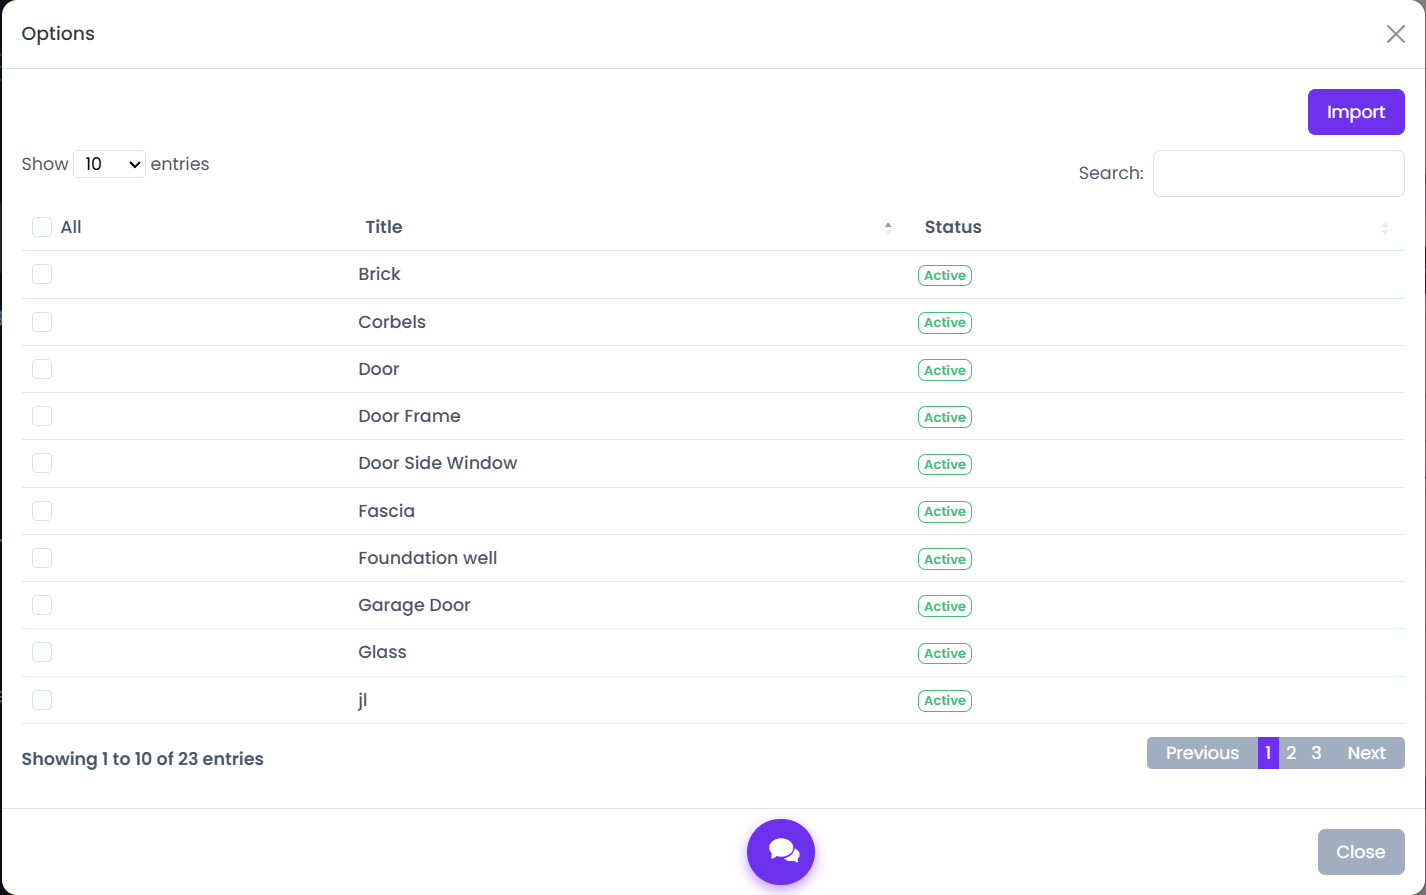 Options
Import
Show 10 entries
Search:
All Title Status
Brick Active
Corbels Active
Door Active
Door Frame Active
Door Side Window Active
Fascia Active
Foundation well Active
Garage Door Active
Glass Active
jl Active
Showing 1 to 10 of 23 entries
Previous 1 2 3 Next
Close